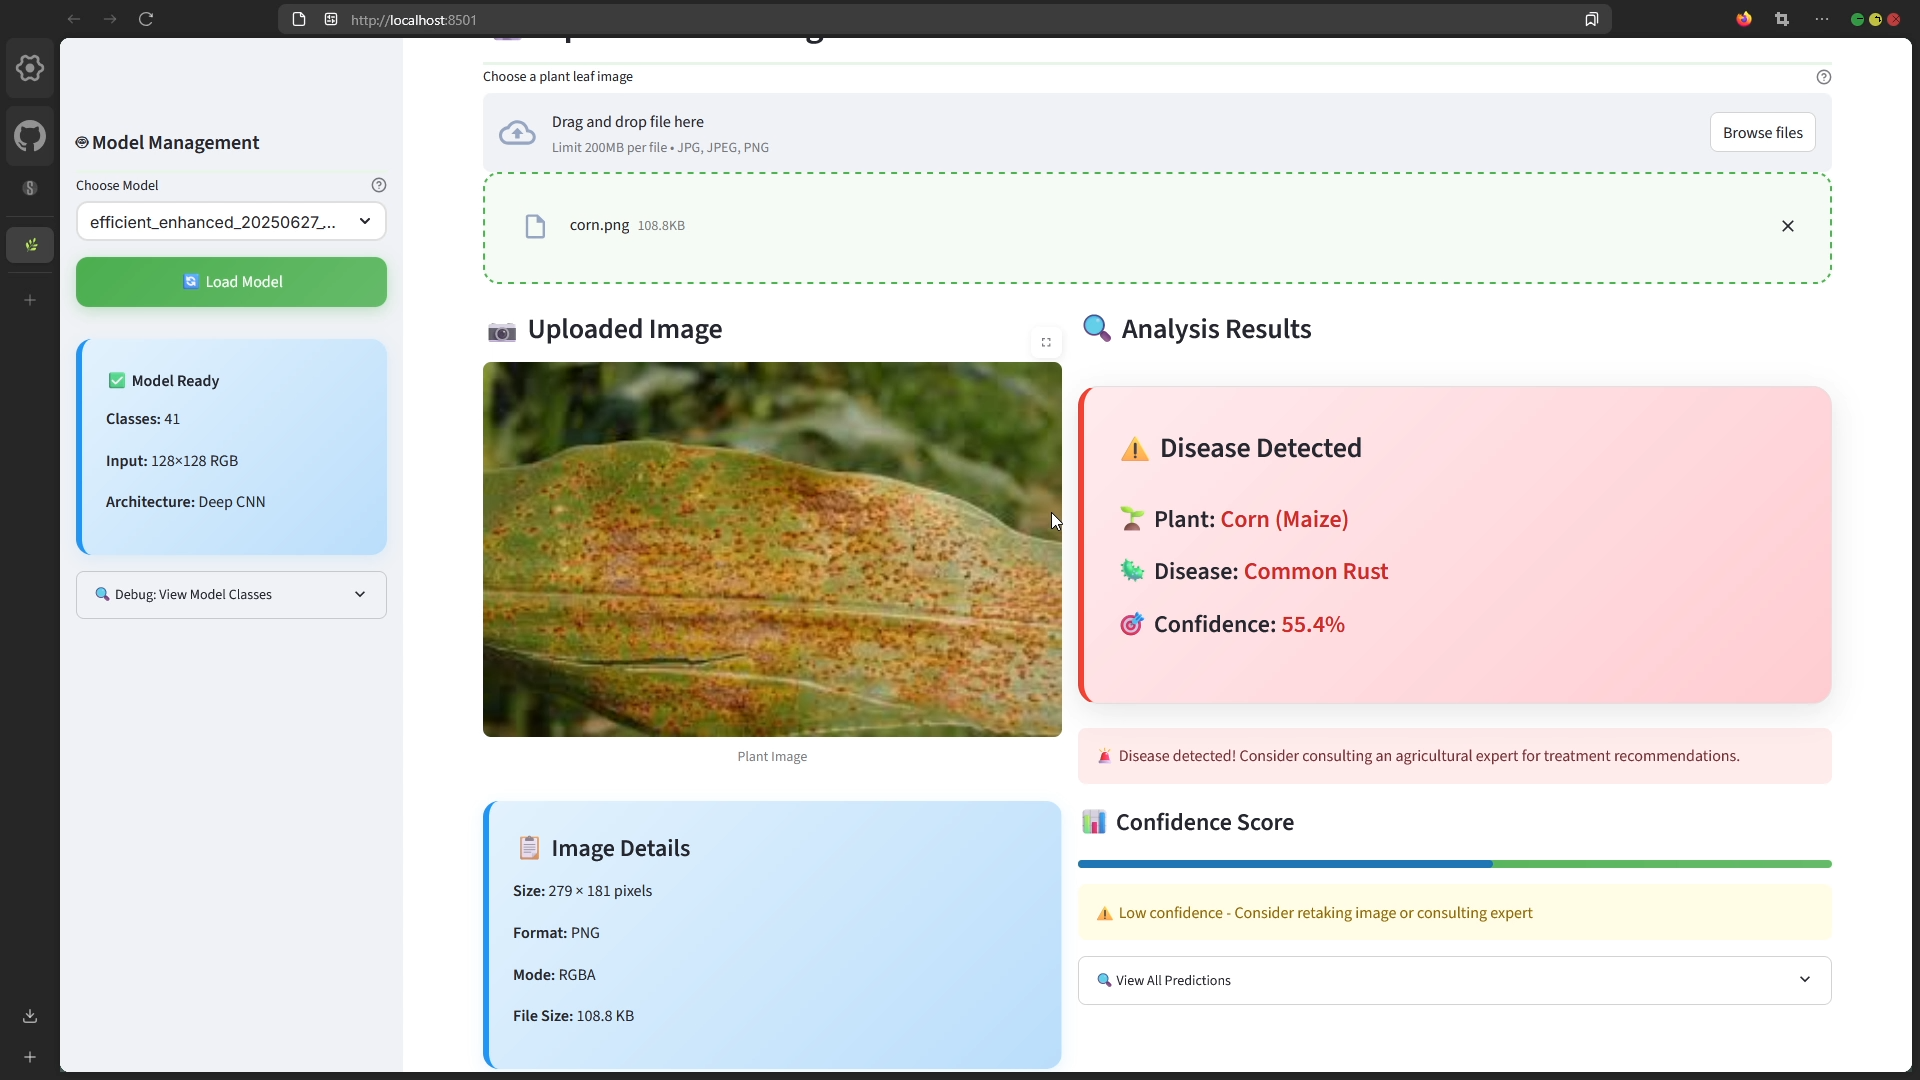 http://localhost:8501
Model Management
Choose Model
efficient_enhanced_20250627_...
Load Model
Model Ready
Classes: 41
Input: 128×128 RGB
Architecture: Deep CNN
Debug: View Model Classes
Choose a plant leaf image
Drag and drop file here
Limit 200MB per file • JPG, JPEG, PNG
Browse files
corn.png 108.8KB
Uploaded Image
Plant Image
Image Details
Size: 279 × 181 pixels
Format: PNG
Mode: RGBA
File Size: 108.8 KB
Analysis Results
Disease Detected
Plant: Corn (Maize)
Disease: Common Rust
Confidence: 55.4%
Disease detected! Consider consulting an agricultural expert for treatment recommendations.
Confidence Score
Low confidence - Consider retaking image or consulting expert
View All Predictions